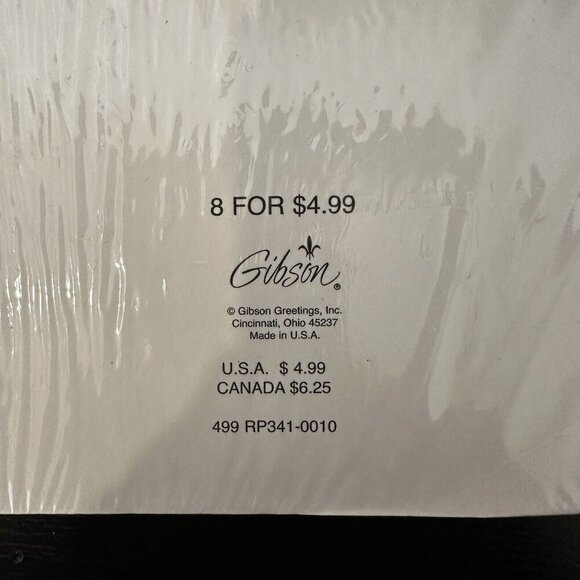 8 FOR $4.99
Gibson®
© Gibson Greetings, Inc.
Cincinnati, Ohio 45237
Made in U.S.A.
U.S.A. $ 4.99
CANADA $6.25
499 RP341-0010